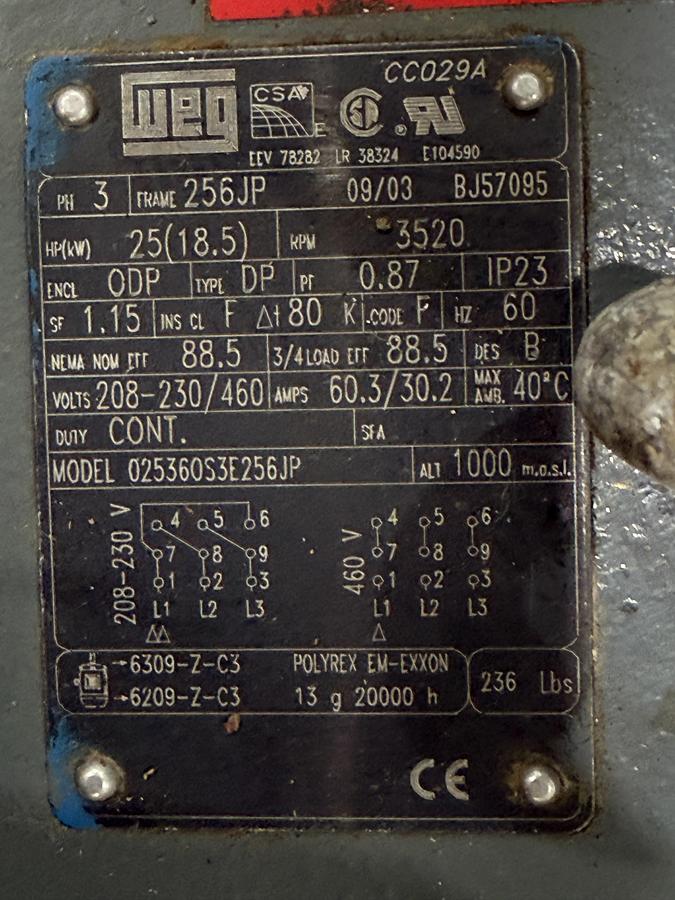 WEG CSA E SA RU CC029A
EEV 78282 LR 38324 E104590
PH 3 FRAME 256JP 09/03 BJ57095
HP(kW) 25(18.5) RPM 3520
ENCL ODP TYPE DP PF 0.87 IP23
SF 1.15 INS CL F Δt 80 K CODE F HZ 60
NEMA NOM EFF 88.5 3/4 LOAD EFF 88.5 DES B
VOLTS 208-230/460 AMPS 60.3/30.2 MAX AMB. 40°C
DUTY CONT. SFA
MODEL 025360S3E256JP ALT 1000 m.a.s.l.
208-230 V
4 5 6
7 8 9
1 2 3
L1 L2 L3
ΔΔ
460 V
4 5 6
7 8 9
1 2 3
L1 L2 L3
Δ
→6309-Z-C3 POLYREX EM-EXXON
→6209-Z-C3 13 g 20000 h
236 Lbs
CE